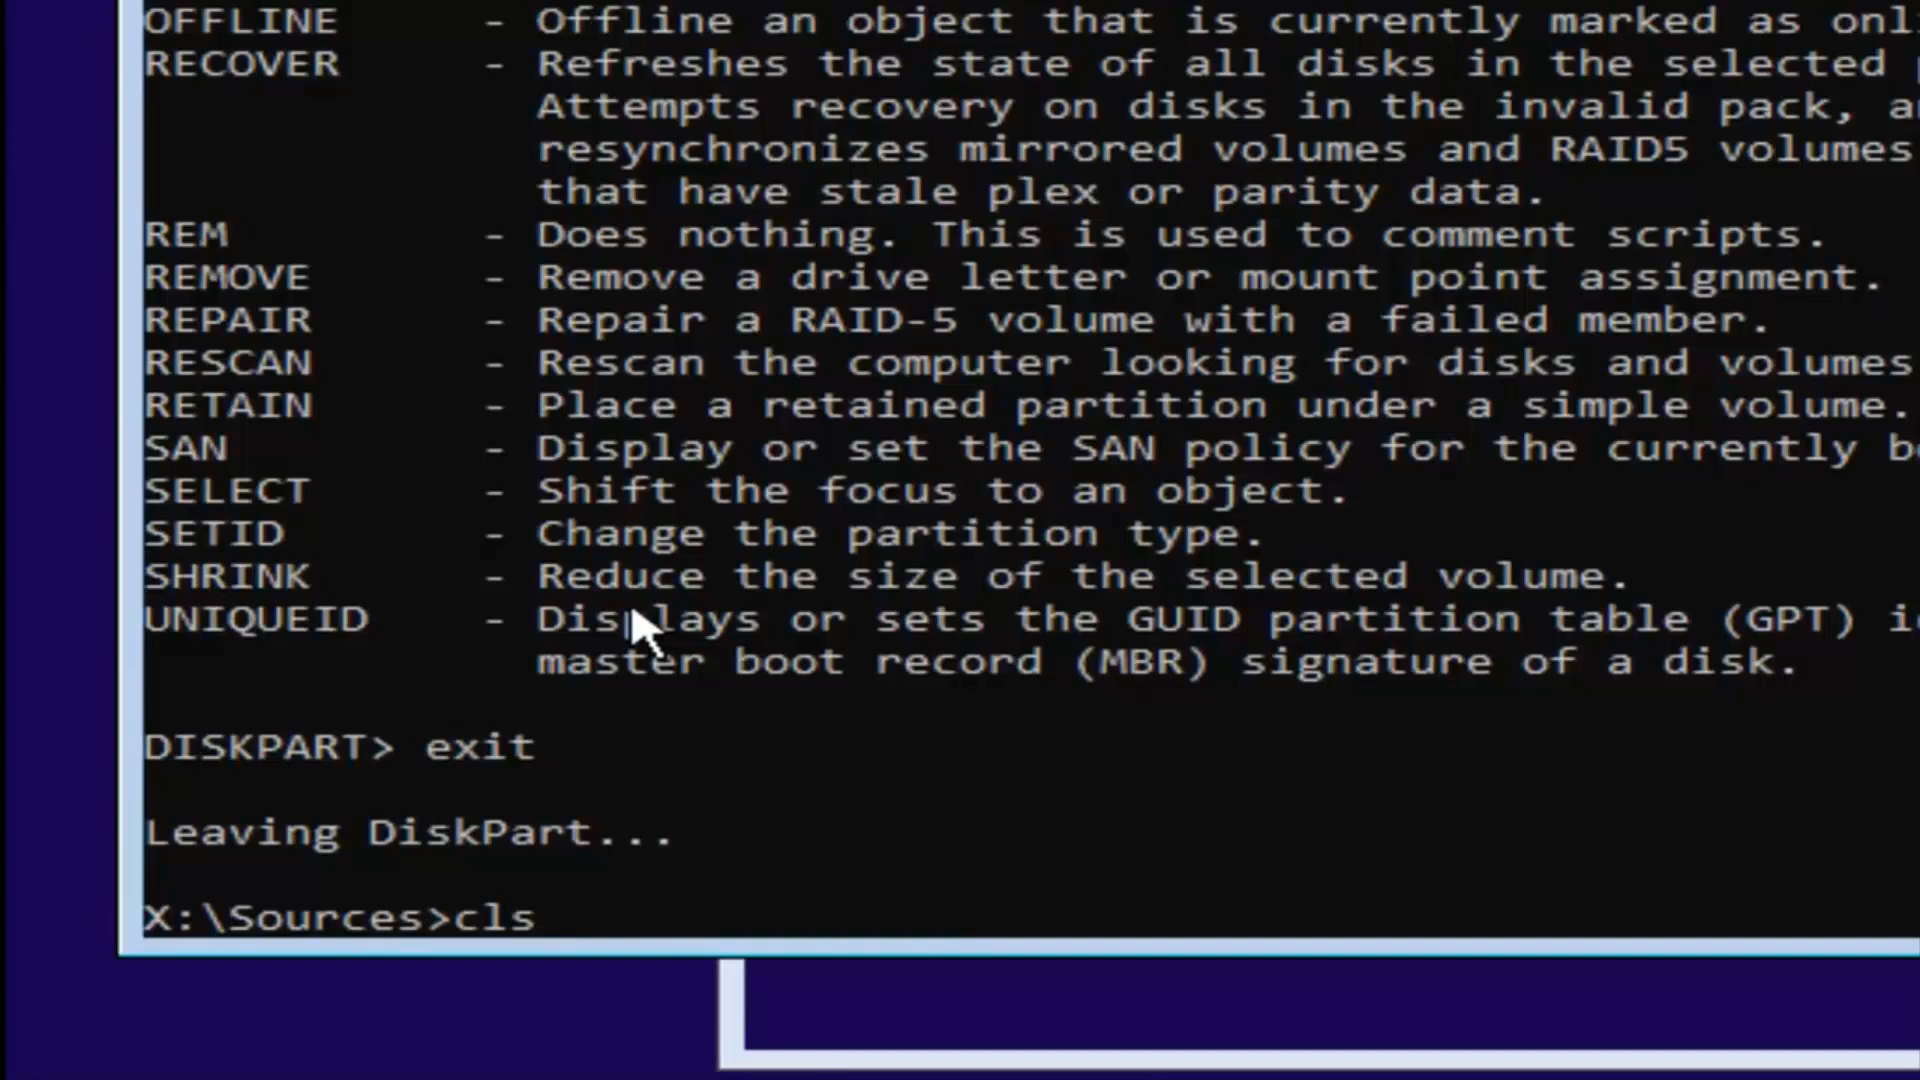 OFFLINE - Offline an object that is currently marked as
RECOVER - Refreshes the state of all disks in the selected
Attempts recovery on disks in the invalid pack,
resynchronizes mirrored volumes and RAID5 volumes
that have stale plex or parity data.
REM - Does nothing. This is used to comment scripts.
REMOVE - Remove a drive letter or mount point assignment.
REPAIR - Repair a RAID-5 volume with a failed member.
RESCAN - Rescan the computer looking for disks and volumes
RETAIN - Place a retained partition under a simple volume.
SAN - Display or set the SAN policy for the currently
SELECT - Shift the focus to an object.
SETID - Change the partition type.
SHRINK - Reduce the size of the selected volume.
UNIQUEID - Displays or sets the GUID partition table (GPT)
master boot record (MBR) signature of a disk.
DISKPART> exit
Leaving DiskPart...
X:\Sources>cls